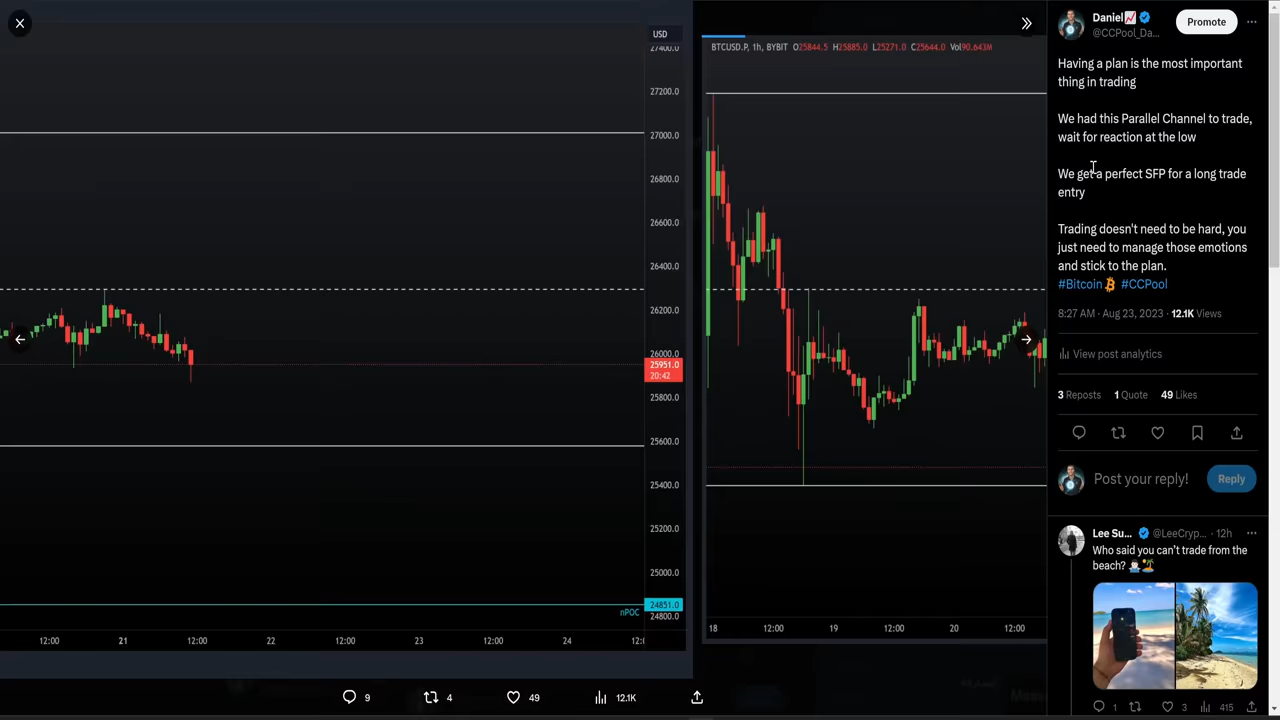 USD
27400.0
27200.0
27000.0
26800.0
26600.0
26400.0
26200.0
26000.0
25951.0
20:42
25800.0
25600.0
25400.0
25200.0
25000.0
24851.0
nPOC
24800.0
12:00 21 12:00 22 12:00 23 12:00 24 12:
BTCUSD.P, 1h, BYBIT O25844.5 H25885.0 L25271.0 C25644.0 Vol90.643M
18 12:00 19 12:00 20 12:00
9 4 49 12.1K
Daniel📈
@CCPool_Da...
Promote
Having a plan is the most important
thing in trading
We had this Parallel Channel to trade,
wait for reaction at the low
We get a perfect SFP for a long trade
entry
Trading doesn't need to be hard, you
just need to manage those emotions
and stick to the plan.
#Bitcoin #CCPool
8:27 AM · Aug 23, 2023 · 12.1K Views
View post analytics
3 Reposts 1 Quote 49 Likes
Post your reply!
Reply
Lee Su... @LeeCryp... · 12h
Who said you can't trade from the
beach? 🧑🏻‍💻🏝️
1 3 415